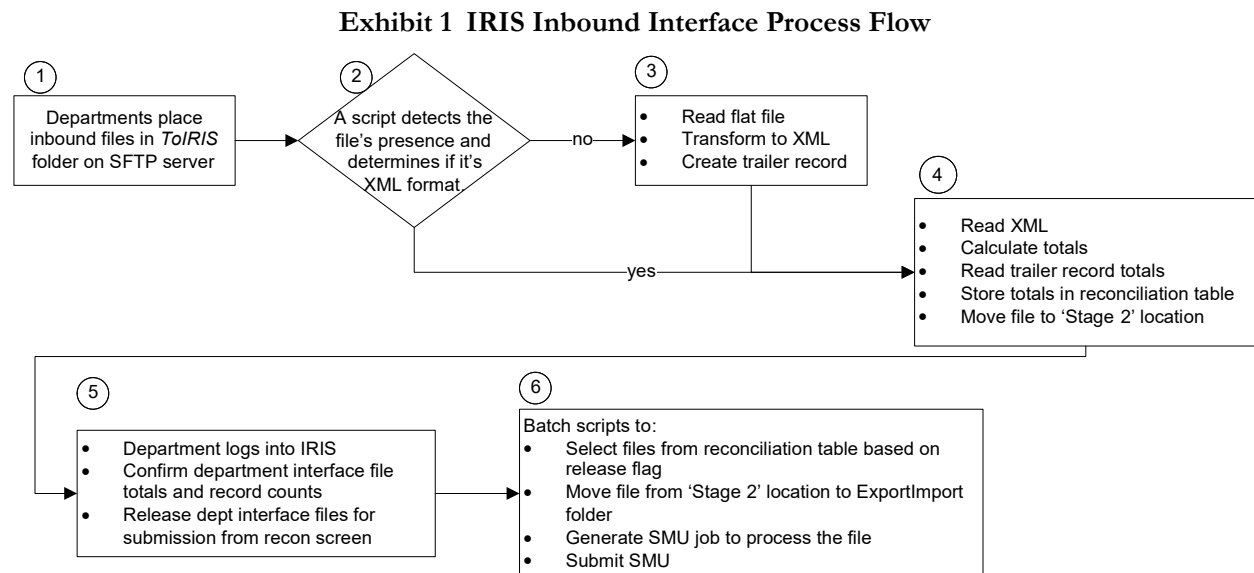 Exhibit 1 IRIS Inbound Interface Process Flow
1
Departments place
inbound files in ToIRIS
folder on SFTP server
2
A script detects the
file's presence and
determines if it's
XML format.
no
yes
3
• Read flat file
• Transform to XML
• Create trailer record
4
• Read XML
• Calculate totals
• Read trailer record totals
• Store totals in reconciliation table
• Move file to ‘Stage 2’ location
5
• Department logs into IRIS
• Confirm department interface file
totals and record counts
• Release dept interface files for
submission from recon screen
6
Batch scripts to:
• Select files from reconciliation table based on
release flag
• Move file from ‘Stage 2’ location to ExportImport
folder
• Generate SMU job to process the file
• Submit SMU